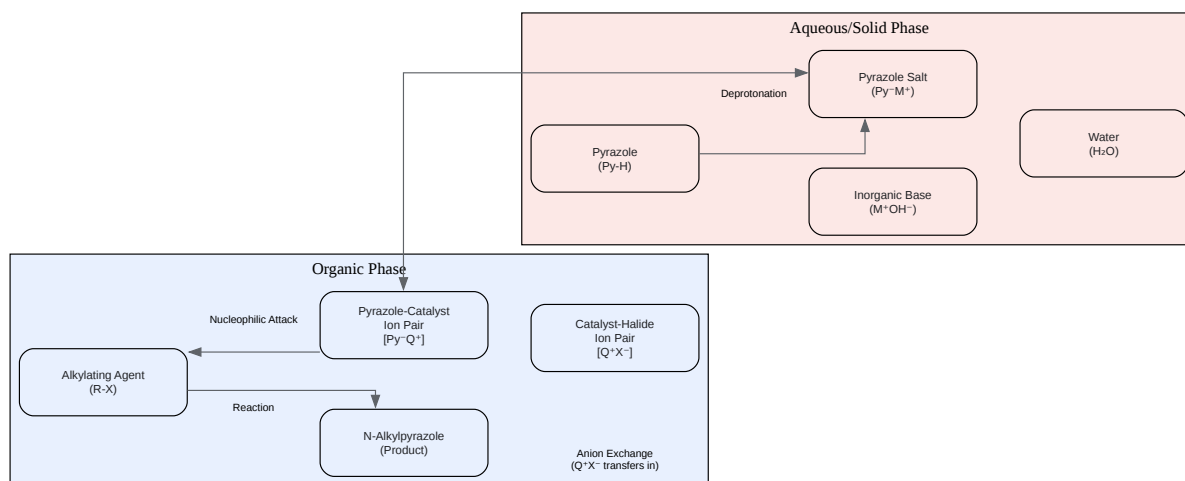 Aqueous/Solid Phase
Pyrazole Salt
(Py⁻M⁺)
Deprotonation
Pyrazole
(Py-H)
Water
(H₂O)
Inorganic Base
(M⁺OH⁻)
Organic Phase
Pyrazole-Catalyst
Ion Pair
[Py⁻Q⁺]
Nucleophilic Attack
Catalyst-Halide
Ion Pair
[Q⁺X⁻]
Alkylating Agent
(R-X)
Reaction
N-Alkylpyrazole
(Product)
Anion Exchange
(Q⁺X⁻ transfers in)